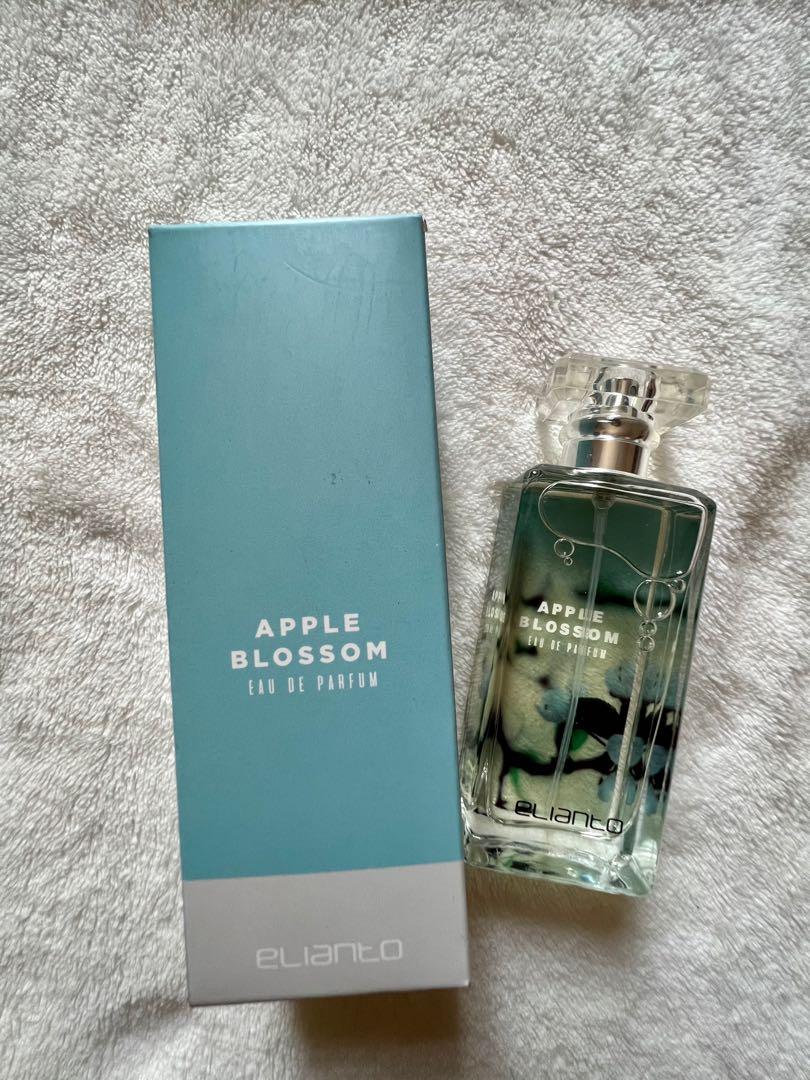 APPLE
BLOSSOM
EAU DE PARFUM
elianto
APPLE
BLOSSOM
EAU DE PARFUM
elianto